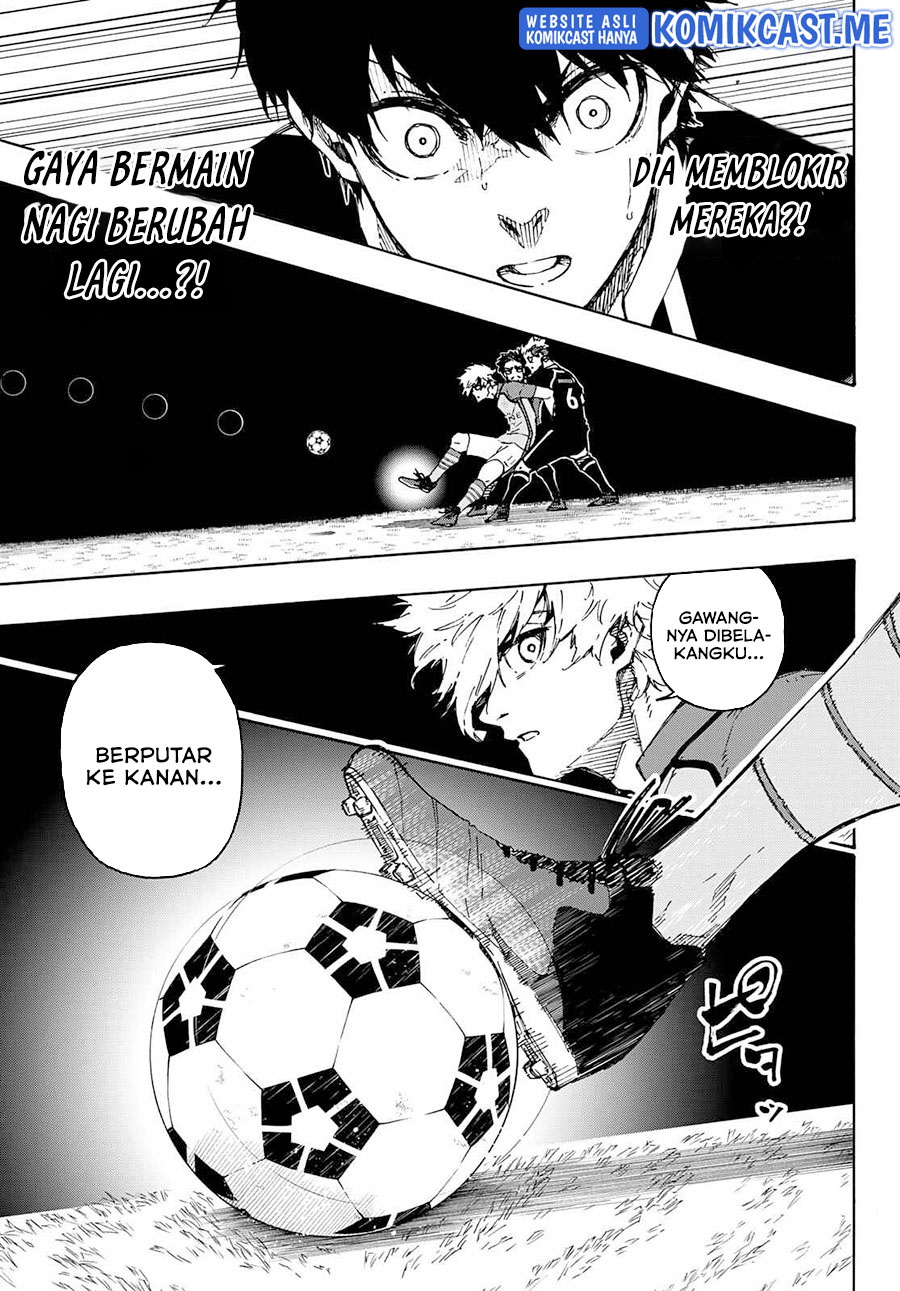 WEBSITE ASLI
KOMIKCAST HANYA
KOMIKCAST.ME
DIA MEMBLOKIR
MEREKA?!
GAYA BERMAIN
NAGI BERUBAH
LAGI...?!
6
NE
GAWANG-
NYA DIBELA-
KANGKU...
BERPUTAR
KE KANAN...